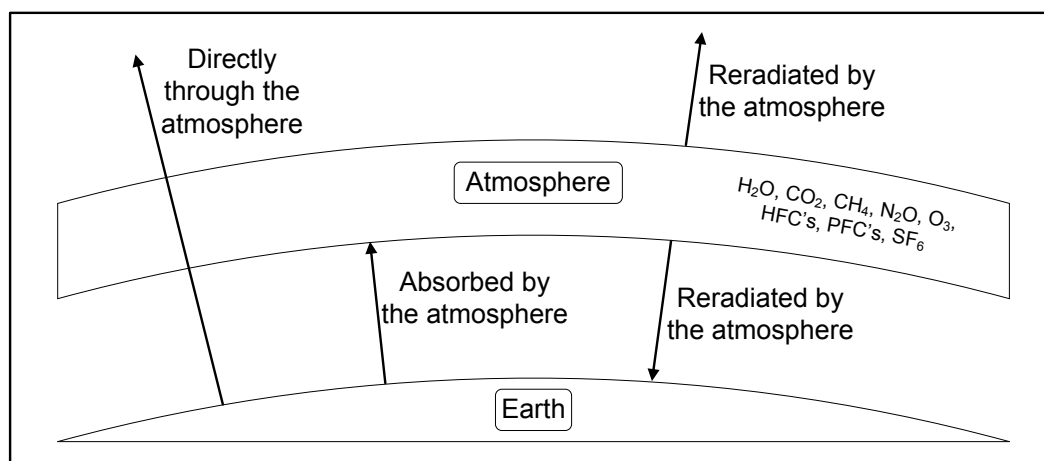 Directly
through the
atmosphere
Reradiated by
the atmosphere
Atmosphere
H₂O, CO₂, CH₄, N₂O, O₃,
HFC's, PFC's, SF₆
Absorbed by
the atmosphere
Reradiated by
the atmosphere
Earth